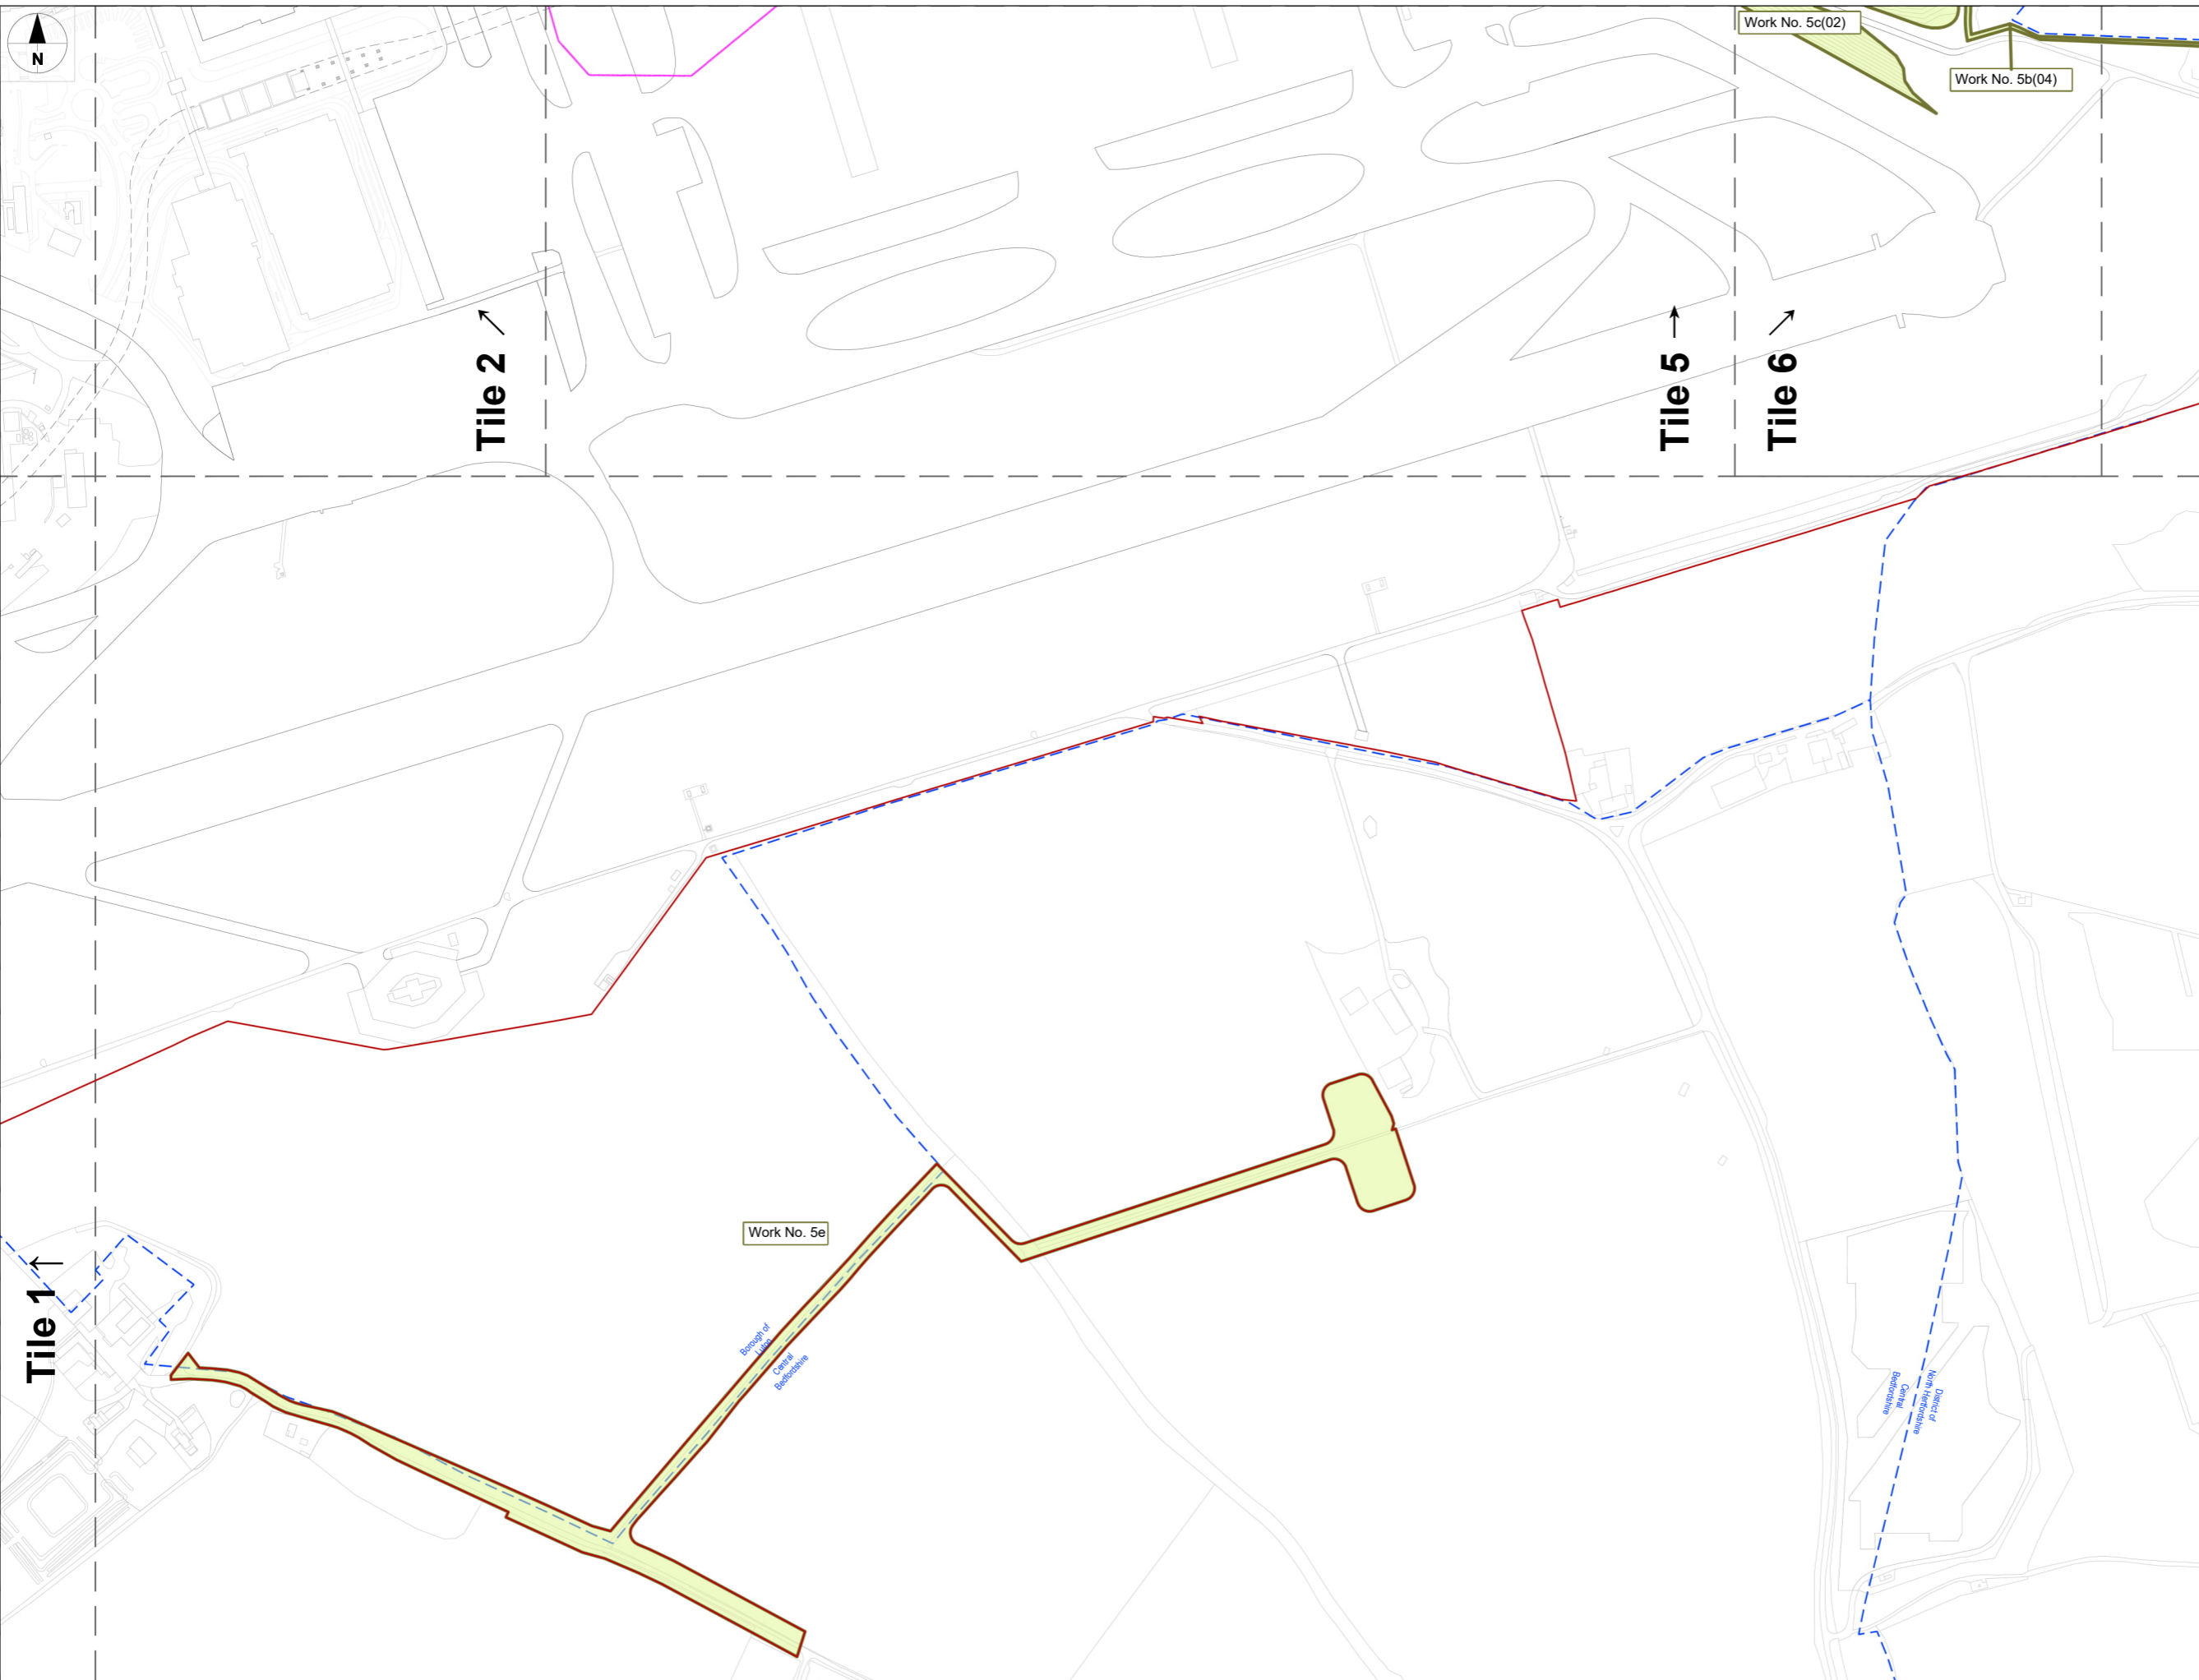 N
Work No. 5c(02)
Work No. 5b(04)
Tile 2
Tile 5
Tile 6
Work No. 5e
Tile 1
Borough of
Luton
Central
Bedfordshire
Central
Bedfordshire
District of
North Hertfordshire